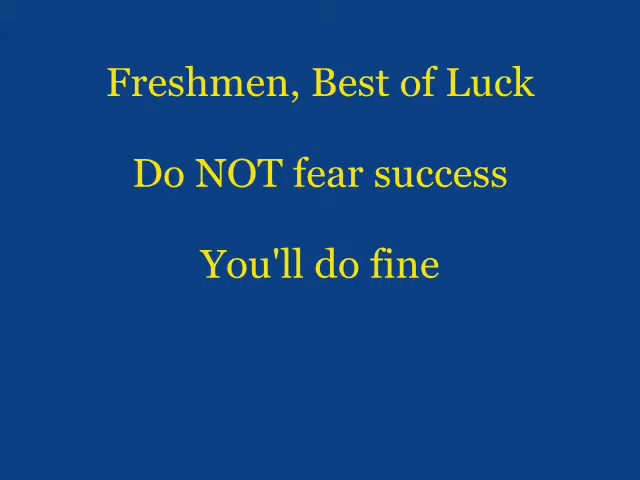 Freshmen, Best of Luck
Do NOT fear success
You'll do fine